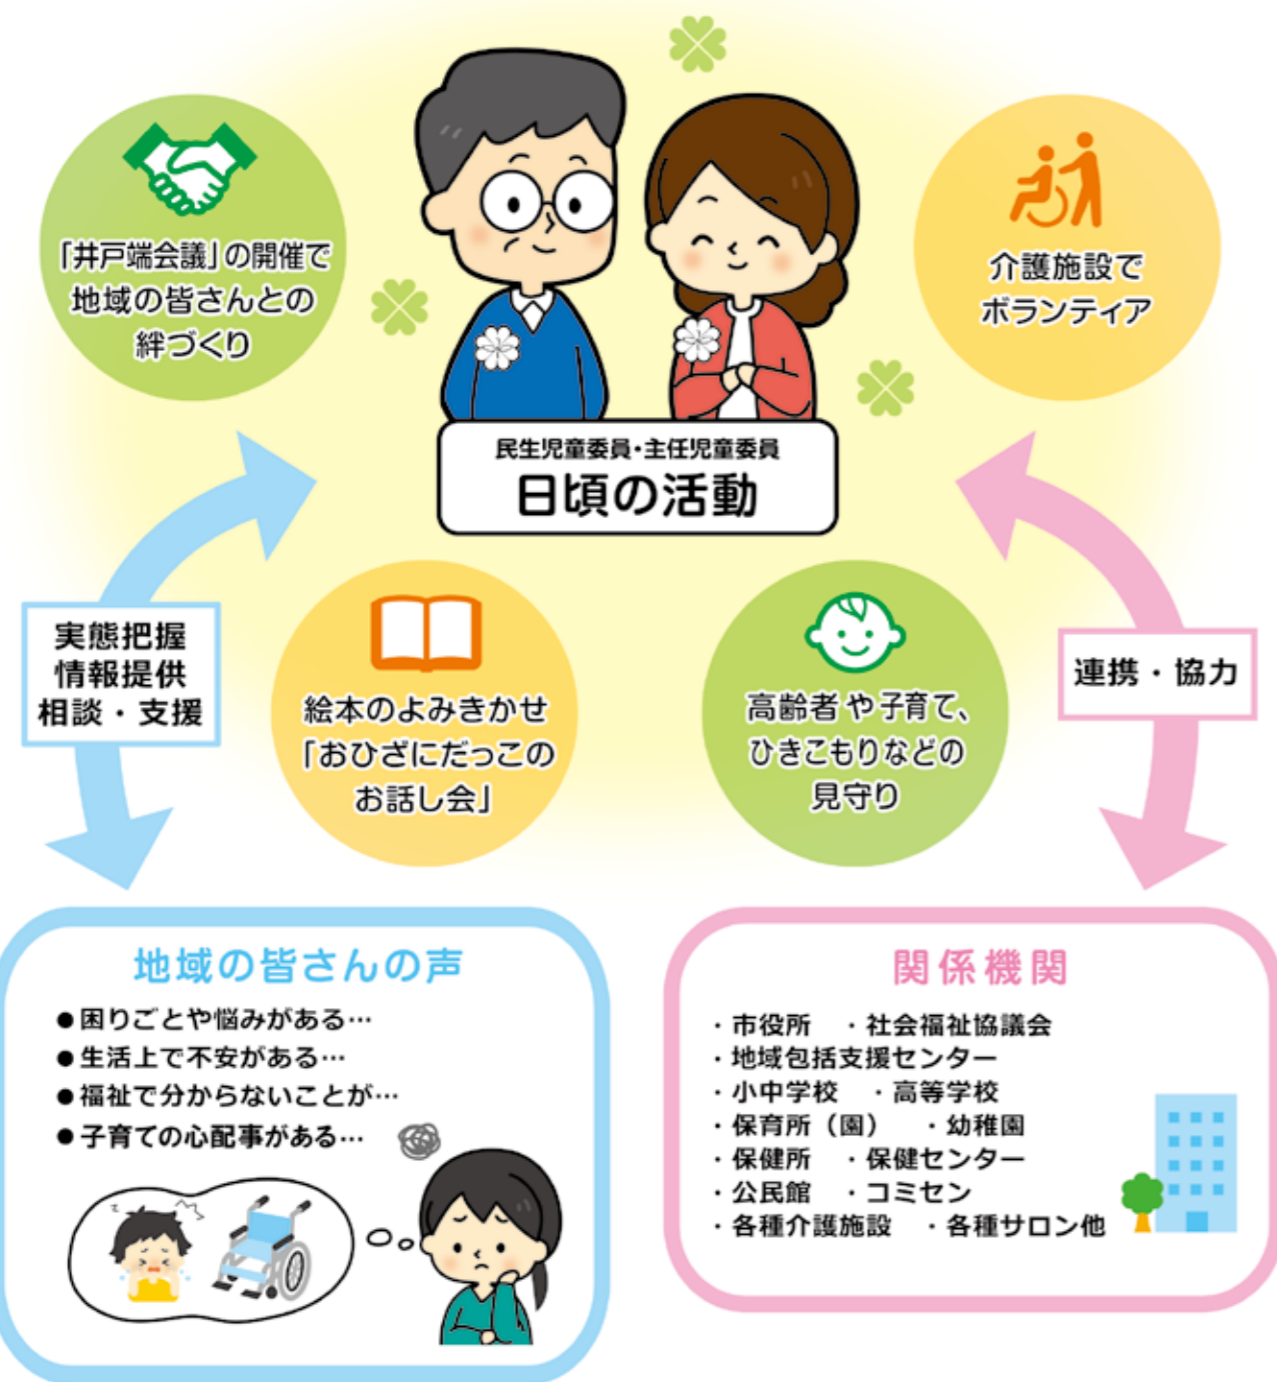 「井戸端会議」の開催で
地域の皆さんとの
絆づくり
介護施設で
ボランティア
民生児童委員・主任児童委員
日頃の活動
実態把握
情報提供
相談・支援
絵本のよみきかせ
「おひざにだっこの
お話し会」
高齢者や子育て、
ひきこもりなどの
見守り
連携・協力
地域の皆さんの声
●困りごとや悩みがある…
●生活上で不安がある…
●福祉で分からないことが…
●子育ての心配事がある…
関係機関
・市役所　・社会福祉協議会
・地域包括支援センター
・小中学校　・高等学校
・保育所（園）　・幼稚園
・保健所　・保健センター
・公民館　・コミセン
・各種介護施設　・各種サロン他